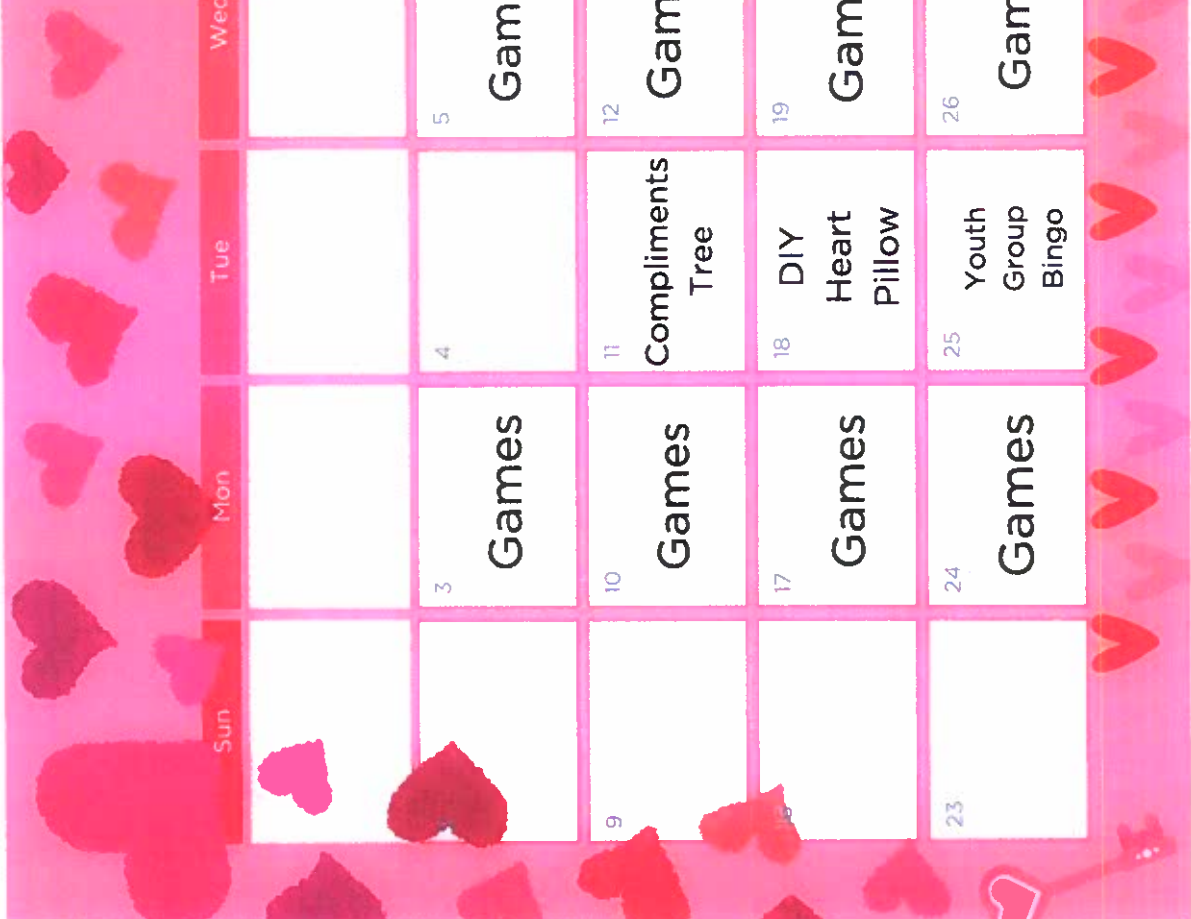 Sun Mon Tue Wed
3
Games
4
5
Gam
9
10
Games
11
Compliments
Tree
12
Gam
16
17
Games
18
DIY
Heart
Pillow
19
Gam
23
24
Games
25
Youth
Group
Bingo
26
Gam